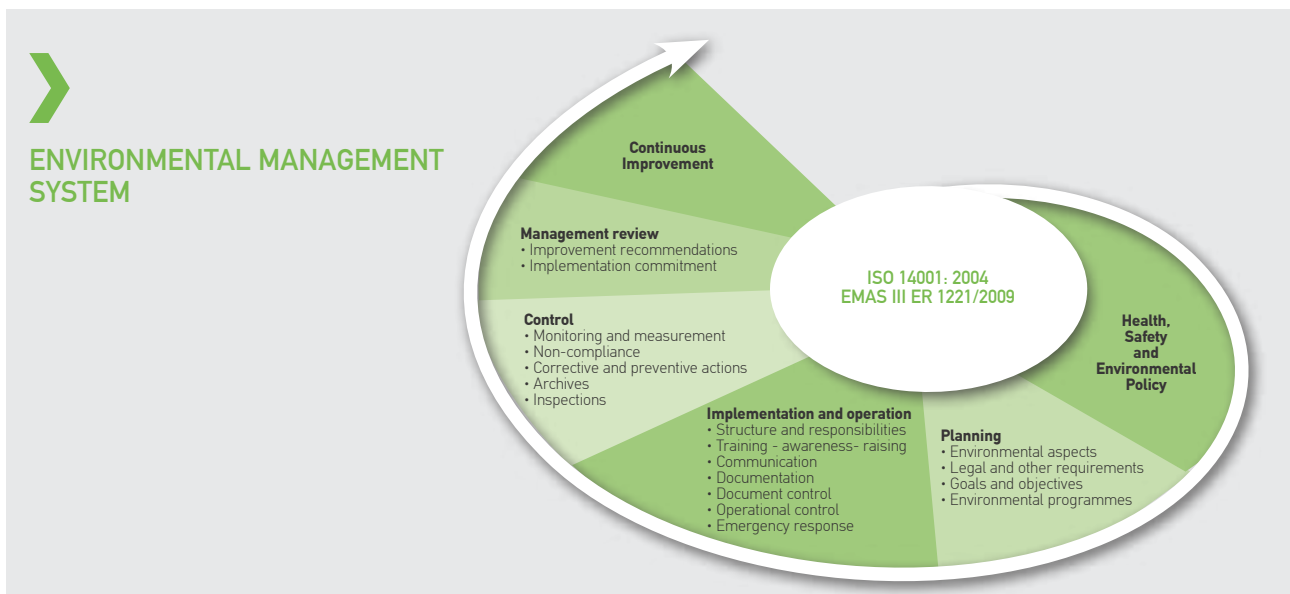 ENVIRONMENTAL MANAGEMENT
SYSTEM
Continuous
Improvement
Management review
• Improvement recommendations
• Implementation commitment
Control
• Monitoring and measurement
• Non-compliance
• Corrective and preventive actions
• Archives
• Inspections
Implementation and operation
• Structure and responsibilities
• Training - awareness- raising
• Communication
• Documentation
• Document control
• Operational control
• Emergency response
Planning
• Environmental aspects
• Legal and other requirements
• Goals and objectives
• Environmental programmes
Health,
Safety
and
Environmental
Policy
ISO 14001: 2004
EMAS III ER 1221/2009